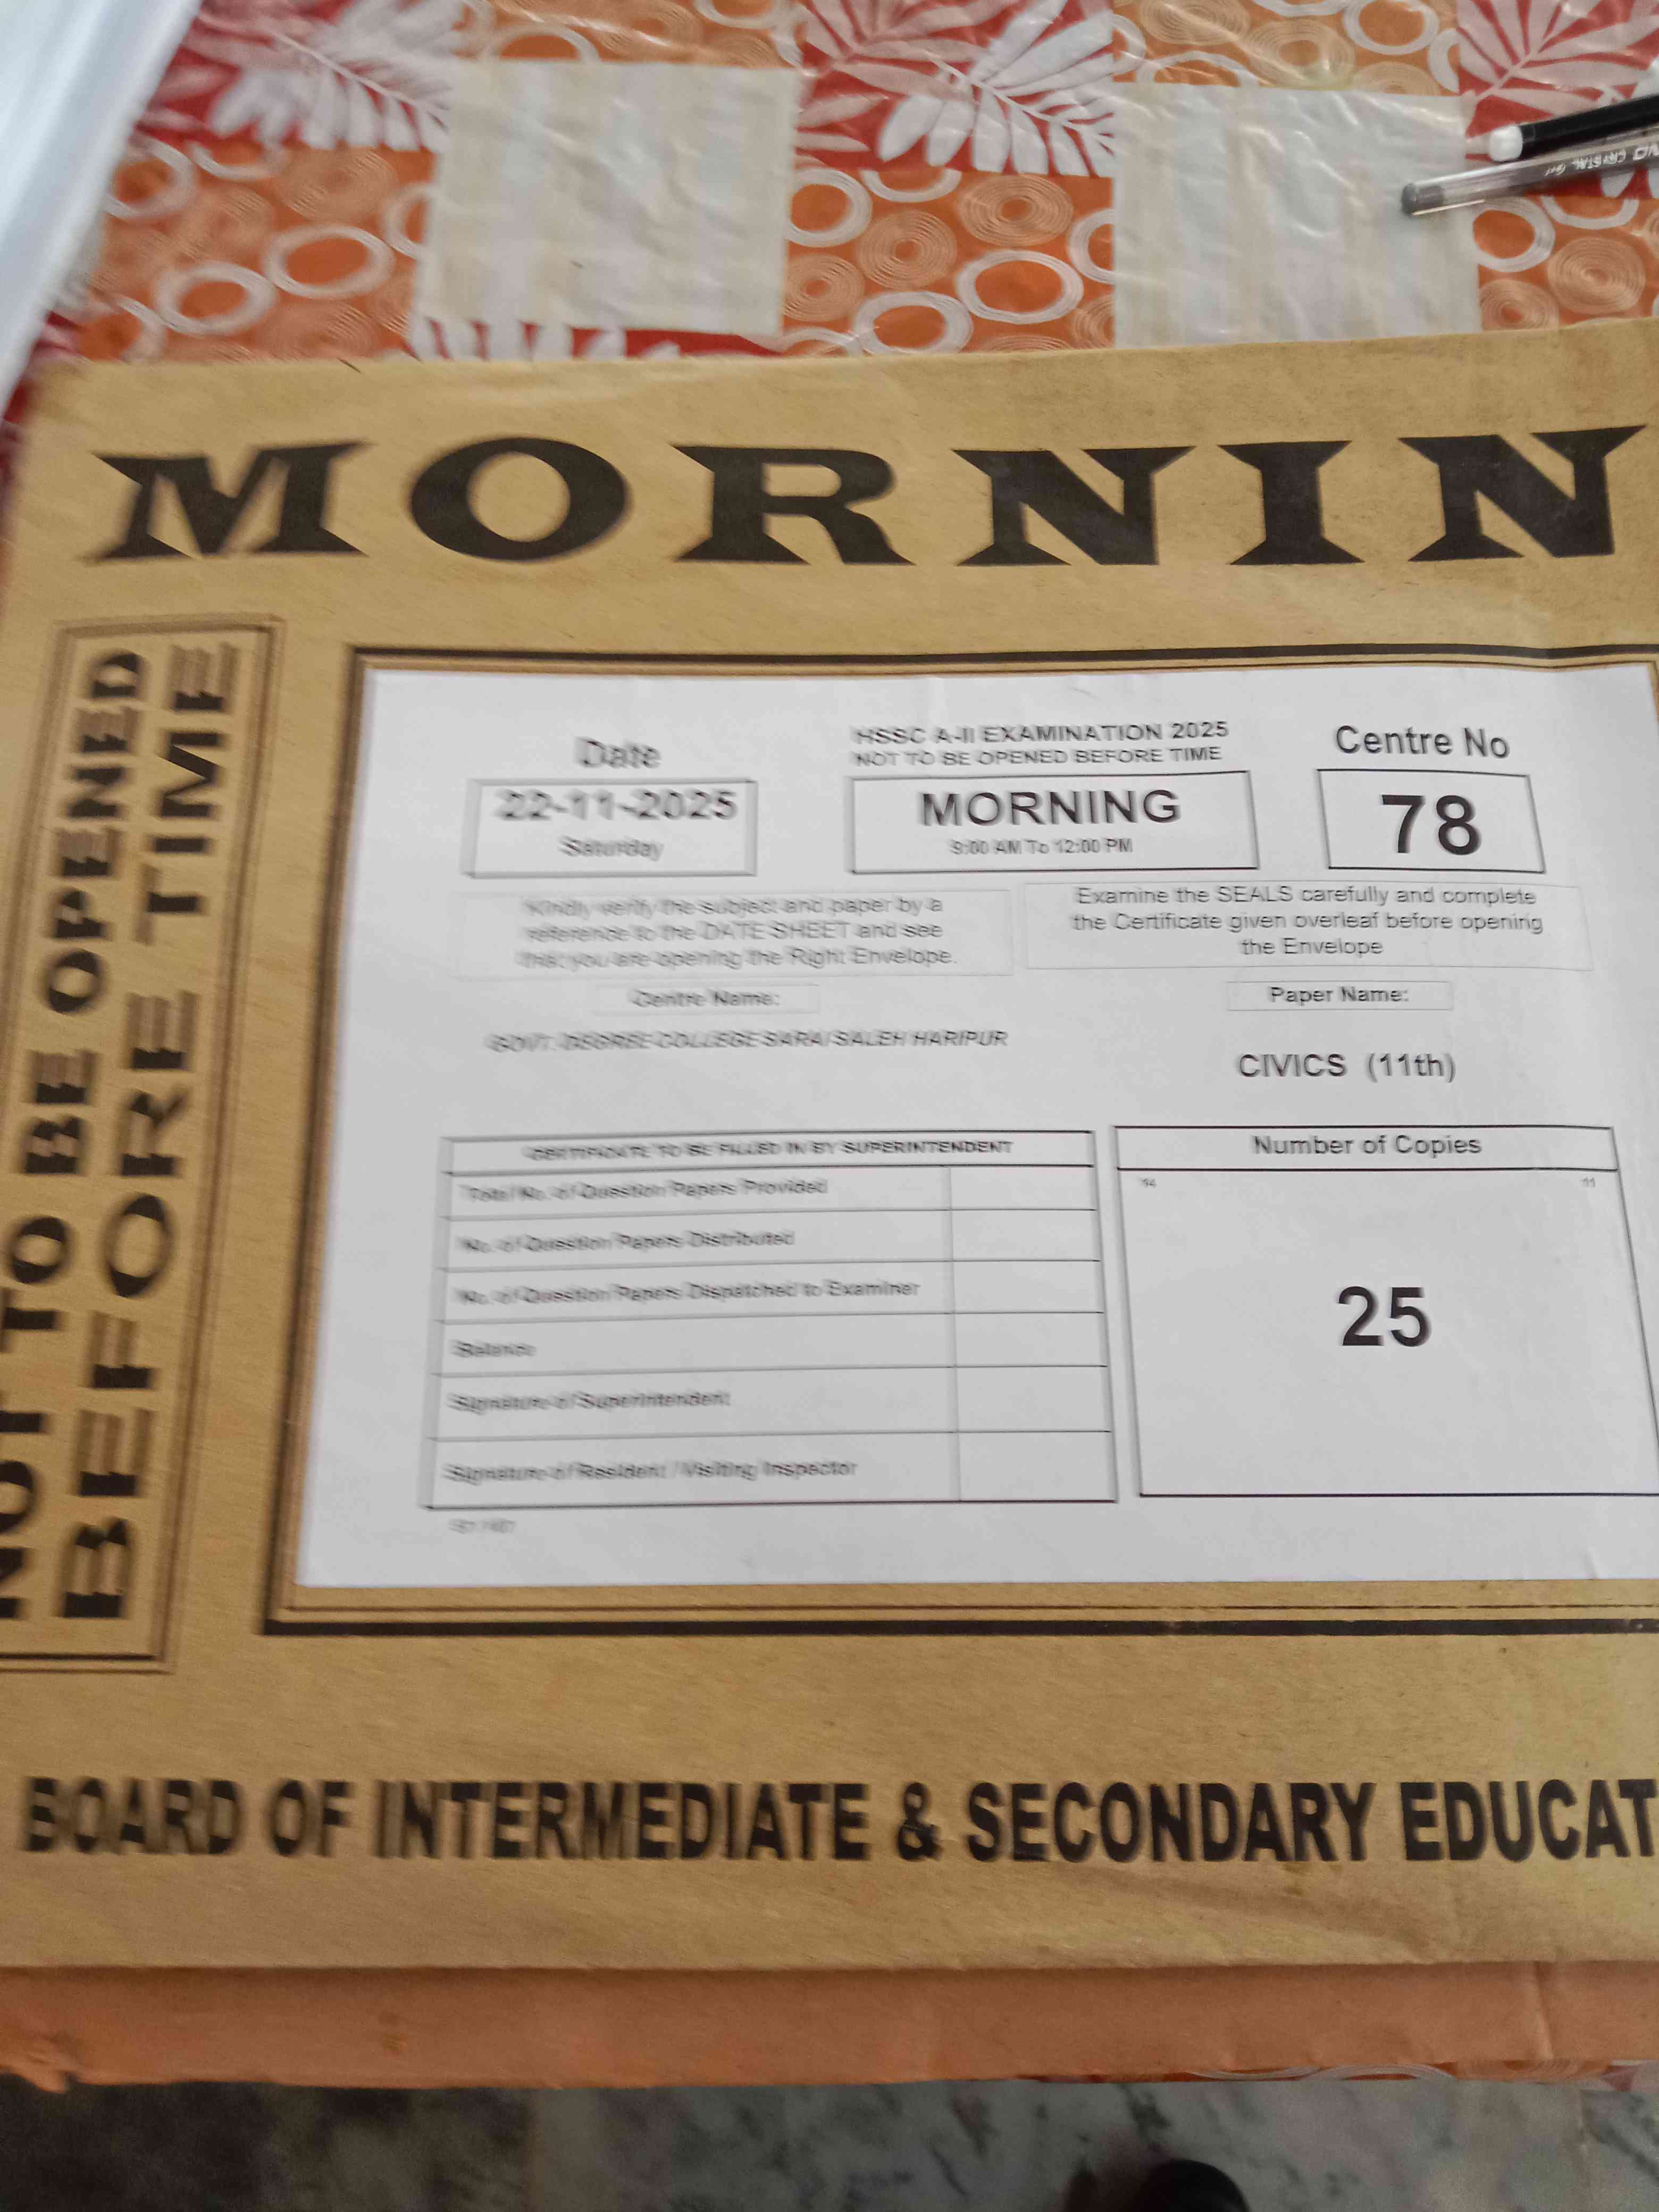 MORNIN
NOT TO BE OPENED
BEFORE TIME
Date
22-11-2025
Saturday
HSSC A-II EXAMINATION 2025
NOT TO BE OPENED BEFORE TIME
MORNING
9:00 AM To 12:00 PM
Centre No
78
Kindly verify the subject and paper by a
reference to the DATE SHEET and see
that you are opening the Right Envelope.
Examine the SEALS carefully and complete
the Certificate given overleaf before opening
the Envelope
Centre Name:
GOVT. DEGREE COLLEGE SARAI SALEH HARIPUR
Paper Name:
CIVICS (11th)
CERTIFICATE TO BE FILLED IN BY SUPERINTENDENT
Total No. of Question Papers Provided
No. of Question Papers Distributed
No. of Question Papers Dispatched to Examiner
Balance
Signature of Superintendent
Signature of Resident / Visiting Inspector
Number of Copies
11
25
BOARD OF INTERMEDIATE & SECONDARY EDUCAT
CRYSTAL Gel